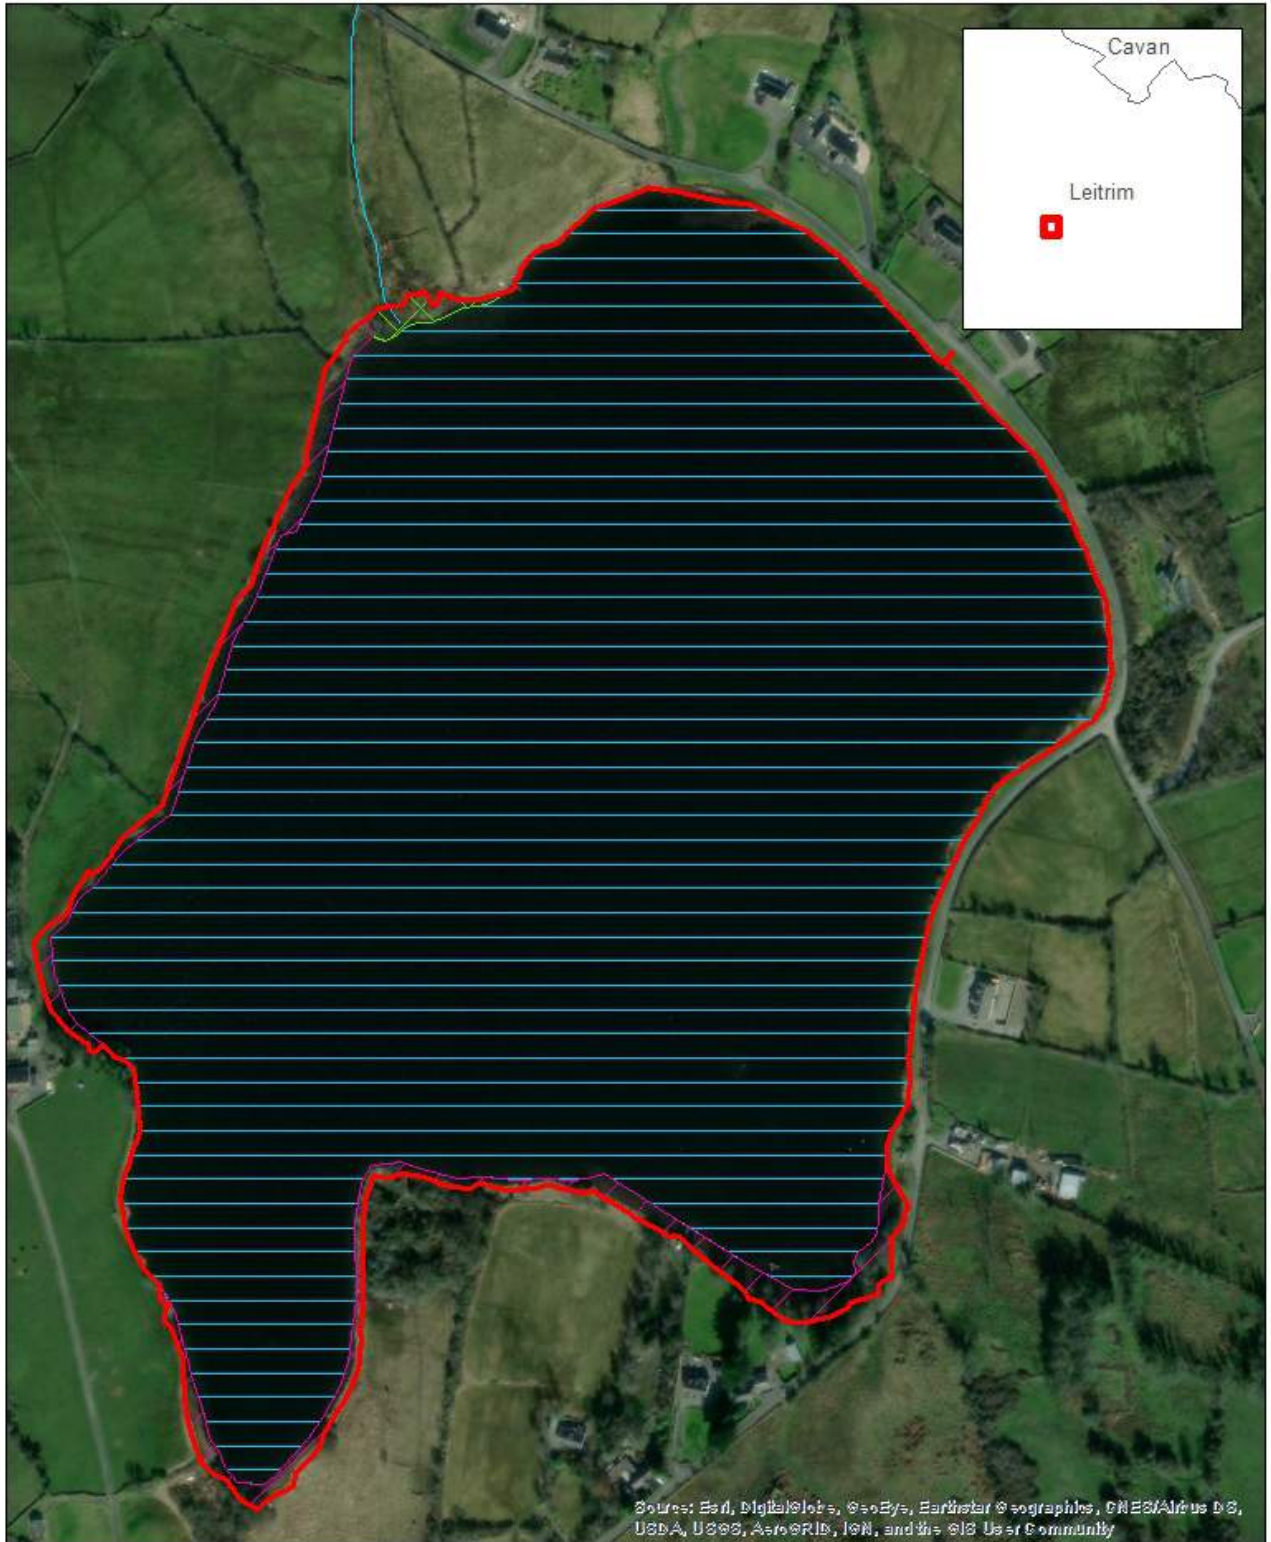 Cavan
Leitrim
Source: Esri, DigitalGlobe, GeoEye, Earthstar Geographics, CNES/Airbus DS,
USDA, USGS, AeroGRID, IGN, and the GIS User Community